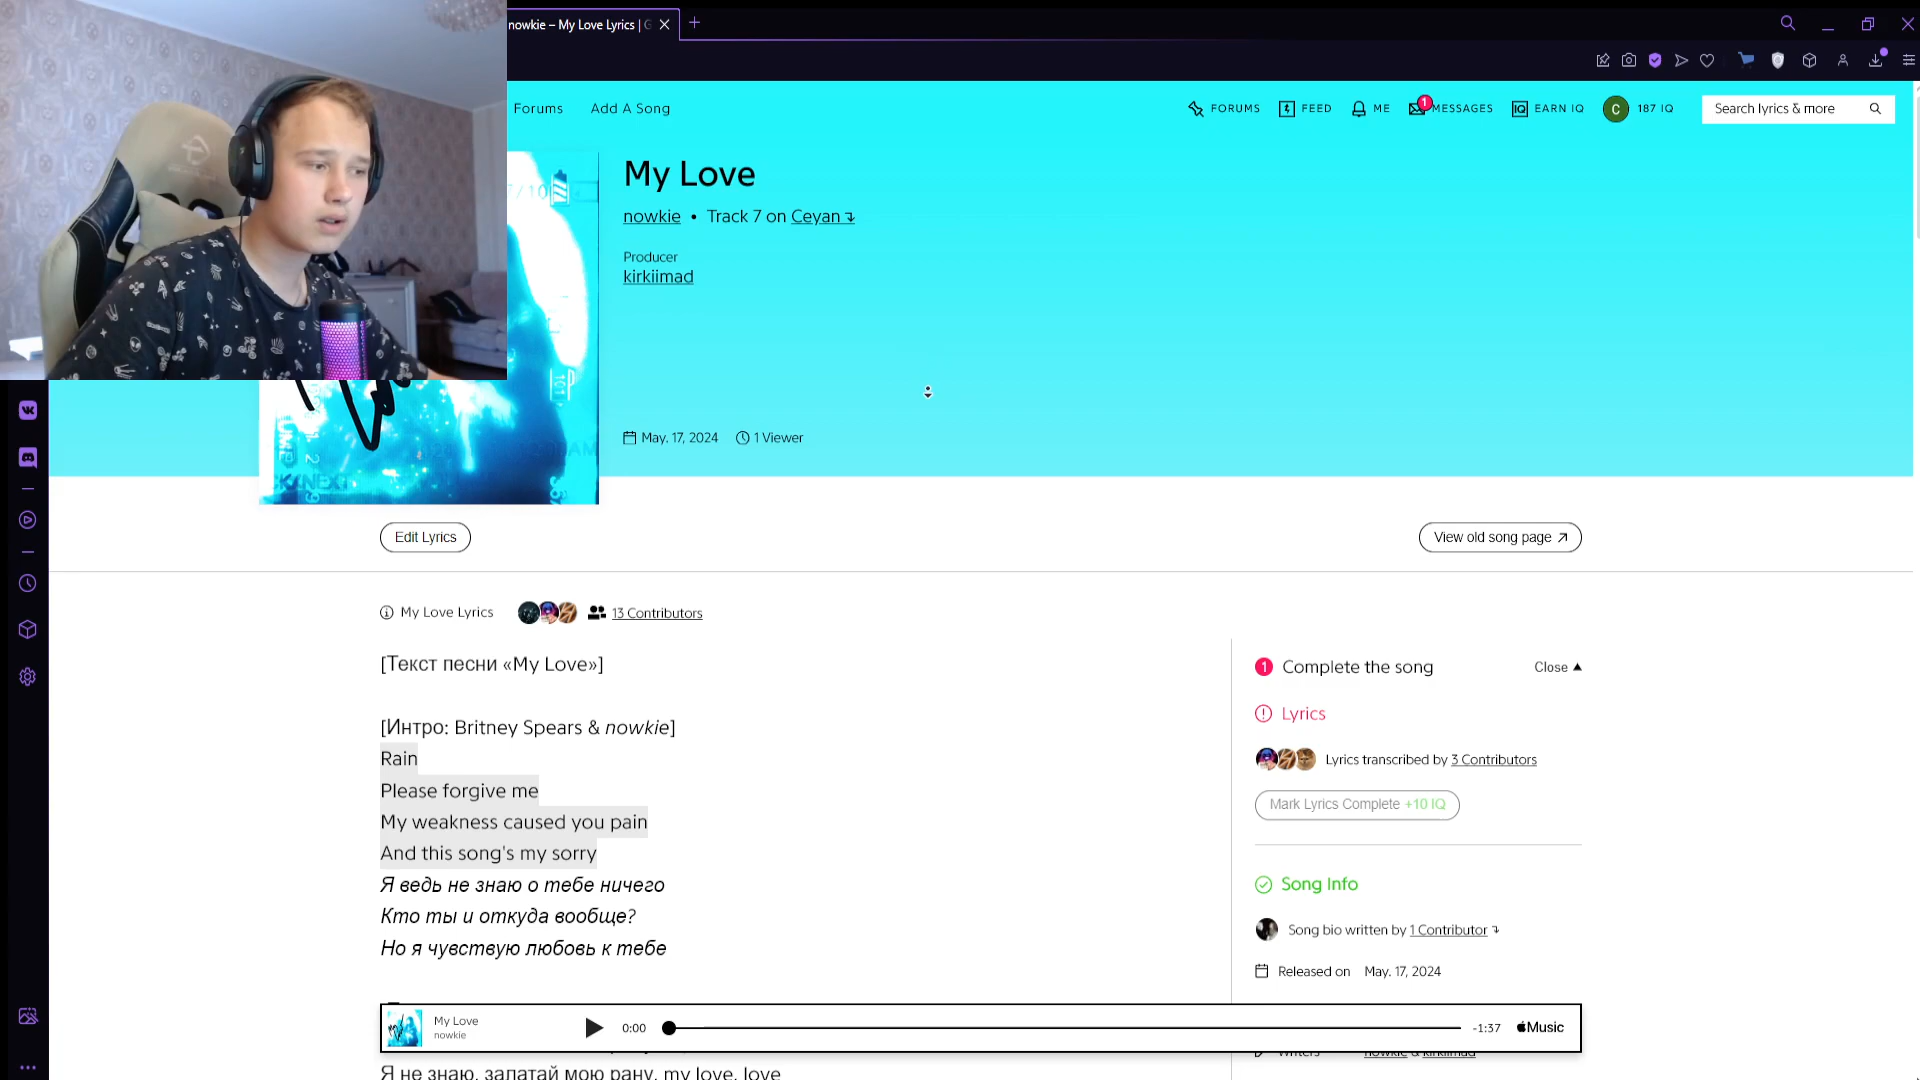 nowkie – My Love Lyrics | G
Forums
Add A Song
FORUMS
FEED
ME
1
MESSAGES
EARN IQ
C
187 IQ
Search lyrics & more
My Love
nowkie • Track 7 on Ceyan
Producer
kirkiimad
May. 17, 2024
1 Viewer
Edit Lyrics
View old song page
My Love Lyrics
13 Contributors
[Текст песни «My Love»]
[Интро: Britney Spears & nowkie]
Rain
Please forgive me
My weakness caused you pain
And this song's my sorry
Я ведь не знаю о тебе ничего
Кто ты и откуда вообще?
Но я чувствую любовь к тебе
Я не знаю, залатай мою рану, my love, love
1 Complete the song
Close
Lyrics
Lyrics transcribed by 3 Contributors
Mark Lyrics Complete +10 IQ
Song Info
Song bio written by 1 Contributor
Released on May. 17, 2024
Writers nowkie & kirkiimad
My Love
nowkie
0:00
-1:37
Music